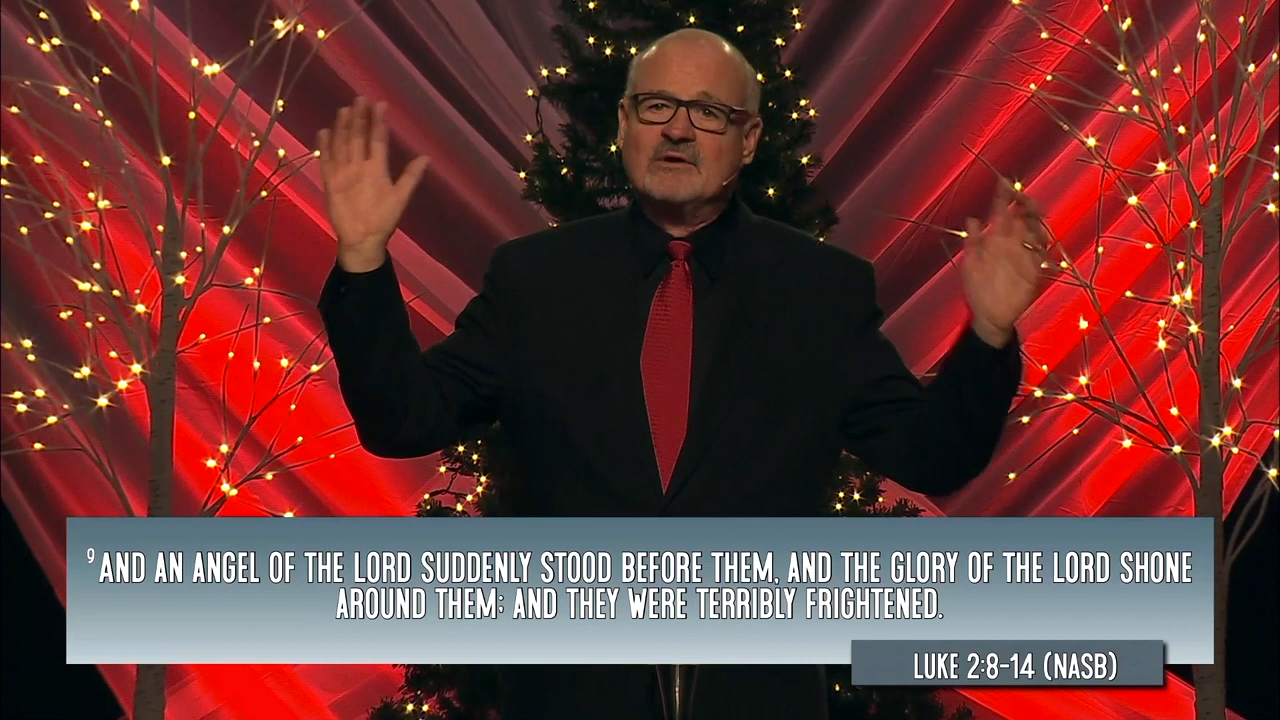 ⁹AND AN ANGEL OF THE LORD SUDDENLY STOOD BEFORE THEM, AND THE GLORY OF THE LORD SHONE
AROUND THEM; AND THEY WERE TERRIBLY FRIGHTENED.
LUKE 2:8-14 (NASB)